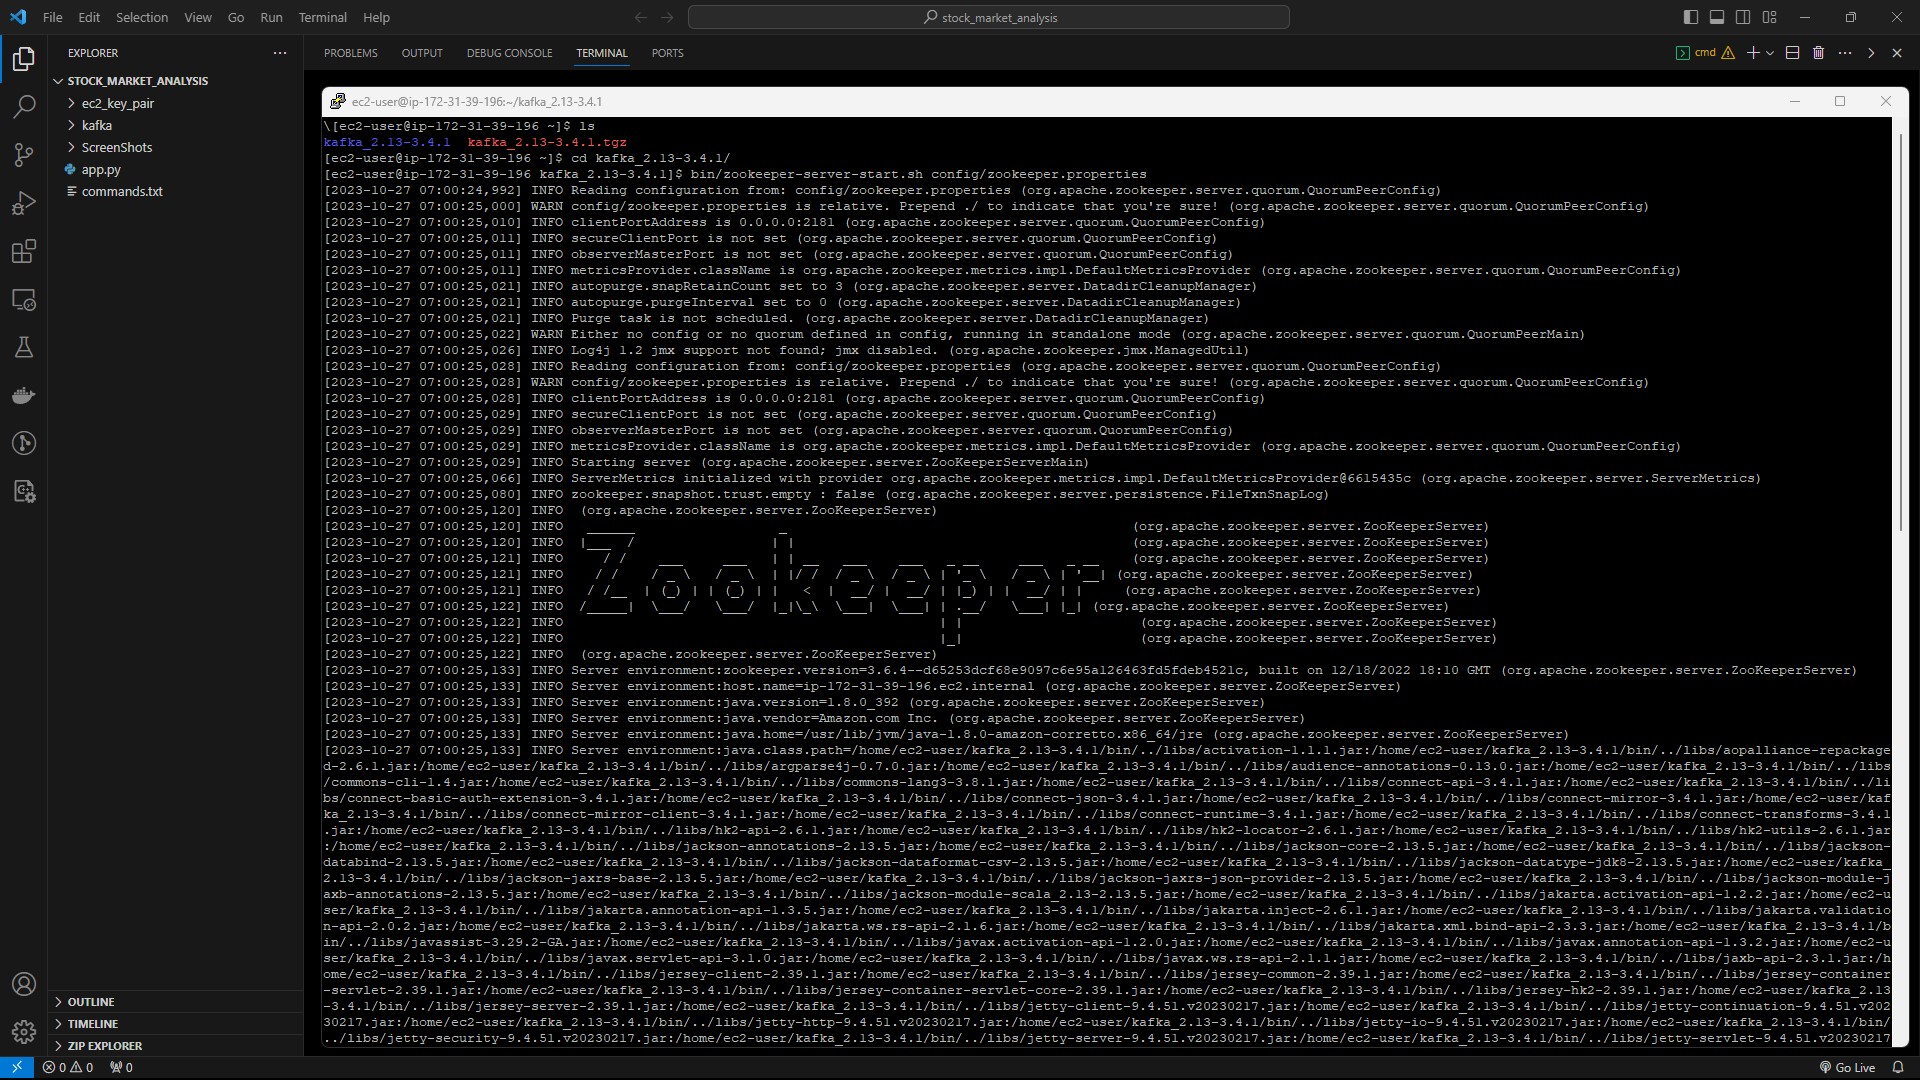 File Edit Selection View Go Run Terminal Help
stock_market_analysis
EXPLORER
STOCK_MARKET_ANALYSIS
ec2_key_pair
kafka
ScreenShots
app.py
commands.txt
OUTLINE
TIMELINE
ZIP EXPLORER
PROBLEMS OUTPUT DEBUG CONSOLE TERMINAL PORTS
cmd
ec2-user@ip-172-31-39-196:~/kafka_2.13-3.4.1
\[ec2-user@ip-172-31-39-196 ~]$ ls
kafka_2.13-3.4.1  kafka_2.13-3.4.1.tgz
[ec2-user@ip-172-31-39-196 ~]$ cd kafka_2.13-3.4.1/
[ec2-user@ip-172-31-39-196 kafka_2.13-3.4.1]$ bin/zookeeper-server-start.sh config/zookeeper.properties
[2023-10-27 07:00:24,992] INFO Reading configuration from: config/zookeeper.properties (org.apache.zookeeper.server.quorum.QuorumPeerConfig)
[2023-10-27 07:00:25,000] WARN config/zookeeper.properties is relative. Prepend ./ to indicate that you're sure! (org.apache.zookeeper.server.quorum.QuorumPeerConfig)
[2023-10-27 07:00:25,010] INFO clientPortAddress is 0.0.0.0:2181 (org.apache.zookeeper.server.quorum.QuorumPeerConfig)
[2023-10-27 07:00:25,011] INFO secureClientPort is not set (org.apache.zookeeper.server.quorum.QuorumPeerConfig)
[2023-10-27 07:00:25,011] INFO observerMasterPort is not set (org.apache.zookeeper.server.quorum.QuorumPeerConfig)
[2023-10-27 07:00:25,011] INFO metricsProvider.className is org.apache.zookeeper.metrics.impl.DefaultMetricsProvider (org.apache.zookeeper.server.quorum.QuorumPeerConfig)
[2023-10-27 07:00:25,021] INFO autopurge.snapRetainCount set to 3 (org.apache.zookeeper.server.DatadirCleanupManager)
[2023-10-27 07:00:25,021] INFO autopurge.purgeInterval set to 0 (org.apache.zookeeper.server.DatadirCleanupManager)
[2023-10-27 07:00:25,021] INFO Purge task is not scheduled. (org.apache.zookeeper.server.DatadirCleanupManager)
[2023-10-27 07:00:25,022] WARN Either no config or no quorum defined in config, running in standalone mode (org.apache.zookeeper.server.quorum.QuorumPeerMain)
[2023-10-27 07:00:25,026] INFO Log4j 1.2 jmx support not found; jmx disabled. (org.apache.zookeeper.jmx.ManagedUtil)
[2023-10-27 07:00:25,028] INFO Reading configuration from: config/zookeeper.properties (org.apache.zookeeper.server.quorum.QuorumPeerConfig)
[2023-10-27 07:00:25,028] WARN config/zookeeper.properties is relative. Prepend ./ to indicate that you're sure! (org.apache.zookeeper.server.quorum.QuorumPeerConfig)
[2023-10-27 07:00:25,028] INFO clientPortAddress is 0.0.0.0:2181 (org.apache.zookeeper.server.quorum.QuorumPeerConfig)
[2023-10-27 07:00:25,029] INFO secureClientPort is not set (org.apache.zookeeper.server.quorum.QuorumPeerConfig)
[2023-10-27 07:00:25,029] INFO observerMasterPort is not set (org.apache.zookeeper.server.quorum.QuorumPeerConfig)
[2023-10-27 07:00:25,029] INFO metricsProvider.className is org.apache.zookeeper.metrics.impl.DefaultMetricsProvider (org.apache.zookeeper.server.quorum.QuorumPeerConfig)
[2023-10-27 07:00:25,029] INFO Starting server (org.apache.zookeeper.server.ZooKeeperServerMain)
[2023-10-27 07:00:25,066] INFO ServerMetrics initialized with provider org.apache.zookeeper.metrics.impl.DefaultMetricsProvider@6615435c (org.apache.zookeeper.server.ServerMetrics)
[2023-10-27 07:00:25,080] INFO zookeeper.snapshot.trust.empty : false (org.apache.zookeeper.server.persistence.FileTxnSnapLog)
[2023-10-27 07:00:25,120] INFO  (org.apache.zookeeper.server.ZooKeeperServer)
[2023-10-27 07:00:25,120] INFO (org.apache.zookeeper.server.ZooKeeperServer)
[2023-10-27 07:00:25,120] INFO (org.apache.zookeeper.server.ZooKeeperServer)
[2023-10-27 07:00:25,121] INFO (org.apache.zookeeper.server.ZooKeeperServer)
[2023-10-27 07:00:25,121] INFO Zookeeper (org.apache.zookeeper.server.ZooKeeperServer)
[2023-10-27 07:00:25,121] INFO (org.apache.zookeeper.server.ZooKeeperServer)
[2023-10-27 07:00:25,122] INFO (org.apache.zookeeper.server.ZooKeeperServer)
[2023-10-27 07:00:25,122] INFO (org.apache.zookeeper.server.ZooKeeperServer)
[2023-10-27 07:00:25,122] INFO (org.apache.zookeeper.server.ZooKeeperServer)
[2023-10-27 07:00:25,122] INFO  (org.apache.zookeeper.server.ZooKeeperServer)
[2023-10-27 07:00:25,133] INFO Server environment:zookeeper.version=3.6.4--d65253dcf68e9097c6e95a126463fd5fdeb4521c, built on 12/18/2022 18:10 GMT (org.apache.zookeeper.server.ZooKeeperServer)
[2023-10-27 07:00:25,133] INFO Server environment:host.name=ip-172-31-39-196.ec2.internal (org.apache.zookeeper.server.ZooKeeperServer)
[2023-10-27 07:00:25,133] INFO Server environment:java.version=1.8.0_392 (org.apache.zookeeper.server.ZooKeeperServer)
[2023-10-27 07:00:25,133] INFO Server environment:java.vendor=Amazon.com Inc. (org.apache.zookeeper.server.ZooKeeperServer)
[2023-10-27 07:00:25,133] INFO Server environment:java.home=/usr/lib/jvm/java-1.8.0-amazon-corretto.x86_64/jre (org.apache.zookeeper.server.ZooKeeperServer)
[2023-10-27 07:00:25,133] INFO Server environment:java.class.path=/home/ec2-user/kafka_2.13-3.4.1/bin/../libs/activation-1.1.1.jar:/home/ec2-user/kafka_2.13-3.4.1/bin/../libs/aopalliance-repackage
d-2.6.1.jar:/home/ec2-user/kafka_2.13-3.4.1/bin/../libs/argparse4j-0.7.0.jar:/home/ec2-user/kafka_2.13-3.4.1/bin/../libs/audience-annotations-0.13.0.jar:/home/ec2-user/kafka_2.13-3.4.1/bin/../libs
/commons-cli-1.4.jar:/home/ec2-user/kafka_2.13-3.4.1/bin/../libs/commons-lang3-3.8.1.jar:/home/ec2-user/kafka_2.13-3.4.1/bin/../libs/connect-api-3.4.1.jar:/home/ec2-user/kafka_2.13-3.4.1/bin/../li
bs/connect-basic-auth-extension-3.4.1.jar:/home/ec2-user/kafka_2.13-3.4.1/bin/../libs/connect-json-3.4.1.jar:/home/ec2-user/kafka_2.13-3.4.1/bin/../libs/connect-mirror-3.4.1.jar:/home/ec2-user/kaf
ka_2.13-3.4.1/bin/../libs/connect-mirror-client-3.4.1.jar:/home/ec2-user/kafka_2.13-3.4.1/bin/../libs/connect-runtime-3.4.1.jar:/home/ec2-user/kafka_2.13-3.4.1/bin/../libs/connect-transforms-3.4.1
.jar:/home/ec2-user/kafka_2.13-3.4.1/bin/../libs/hk2-api-2.6.1.jar:/home/ec2-user/kafka_2.13-3.4.1/bin/../libs/hk2-locator-2.6.1.jar:/home/ec2-user/kafka_2.13-3.4.1/bin/../libs/hk2-utils-2.6.1.jar
:/home/ec2-user/kafka_2.13-3.4.1/bin/../libs/jackson-annotations-2.13.5.jar:/home/ec2-user/kafka_2.13-3.4.1/bin/../libs/jackson-core-2.13.5.jar:/home/ec2-user/kafka_2.13-3.4.1/bin/../libs/jackson-
databind-2.13.5.jar:/home/ec2-user/kafka_2.13-3.4.1/bin/../libs/jackson-dataformat-csv-2.13.5.jar:/home/ec2-user/kafka_2.13-3.4.1/bin/../libs/jackson-datatype-jdk8-2.13.5.jar:/home/ec2-user/kafka_
2.13-3.4.1/bin/../libs/jackson-jaxrs-base-2.13.5.jar:/home/ec2-user/kafka_2.13-3.4.1/bin/../libs/jackson-jaxrs-json-provider-2.13.5.jar:/home/ec2-user/kafka_2.13-3.4.1/bin/../libs/jackson-module-j
axb-annotations-2.13.5.jar:/home/ec2-user/kafka_2.13-3.4.1/bin/../libs/jackson-module-scala_2.13-2.13.5.jar:/home/ec2-user/kafka_2.13-3.4.1/bin/../libs/jakarta.activation-api-1.2.2.jar:/home/ec2-u
ser/kafka_2.13-3.4.1/bin/../libs/jakarta.annotation-api-1.3.5.jar:/home/ec2-user/kafka_2.13-3.4.1/bin/../libs/jakarta.inject-2.6.1.jar:/home/ec2-user/kafka_2.13-3.4.1/bin/../libs/jakarta.validatio
n-api-2.0.2.jar:/home/ec2-user/kafka_2.13-3.4.1/bin/../libs/jakarta.ws.rs-api-2.1.6.jar:/home/ec2-user/kafka_2.13-3.4.1/bin/../libs/jakarta.xml.bind-api-2.3.3.jar:/home/ec2-user/kafka_2.13-3.4.1/b
in/../libs/javassist-3.29.2-GA.jar:/home/ec2-user/kafka_2.13-3.4.1/bin/../libs/javax.activation-api-1.2.0.jar:/home/ec2-user/kafka_2.13-3.4.1/bin/../libs/javax.annotation-api-1.3.2.jar:/home/ec2-u
ser/kafka_2.13-3.4.1/bin/../libs/javax.servlet-api-3.1.0.jar:/home/ec2-user/kafka_2.13-3.4.1/bin/../libs/javax.ws.rs-api-2.1.1.jar:/home/ec2-user/kafka_2.13-3.4.1/bin/../libs/jaxb-api-2.3.1.jar:/h
ome/ec2-user/kafka_2.13-3.4.1/bin/../libs/jersey-client-2.39.1.jar:/home/ec2-user/kafka_2.13-3.4.1/bin/../libs/jersey-common-2.39.1.jar:/home/ec2-user/kafka_2.13-3.4.1/bin/../libs/jersey-container
-servlet-2.39.1.jar:/home/ec2-user/kafka_2.13-3.4.1/bin/../libs/jersey-container-servlet-core-2.39.1.jar:/home/ec2-user/kafka_2.13-3.4.1/bin/../libs/jersey-hk2-2.39.1.jar:/home/ec2-user/kafka_2.13
-3.4.1/bin/../libs/jersey-server-2.39.1.jar:/home/ec2-user/kafka_2.13-3.4.1/bin/../libs/jetty-client-9.4.51.v20230217.jar:/home/ec2-user/kafka_2.13-3.4.1/bin/../libs/jetty-continuation-9.4.51.v202
30217.jar:/home/ec2-user/kafka_2.13-3.4.1/bin/../libs/jetty-http-9.4.51.v20230217.jar:/home/ec2-user/kafka_2.13-3.4.1/bin/../libs/jetty-io-9.4.51.v20230217.jar:/home/ec2-user/kafka_2.13-3.4.1/bin/
../libs/jetty-security-9.4.51.v20230217.jar:/home/ec2-user/kafka_2.13-3.4.1/bin/../libs/jetty-server-9.4.51.v20230217.jar:/home/ec2-user/kafka_2.13-3.4.1/bin/../libs/jetty-servlet-9.4.51.v20230217
0 0 0
Go Live